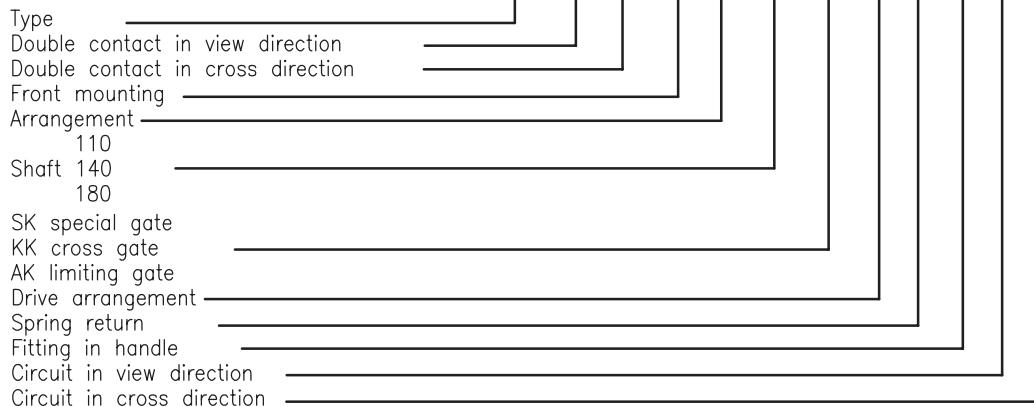 Type
Double contact in view direction
Double contact in cross direction
Front mounting
Arrangement
110
Shaft 140
180
SK special gate
KK cross gate
AK limiting gate
Drive arrangement
Spring return
Fitting in handle
Circuit in view direction
Circuit in cross direction